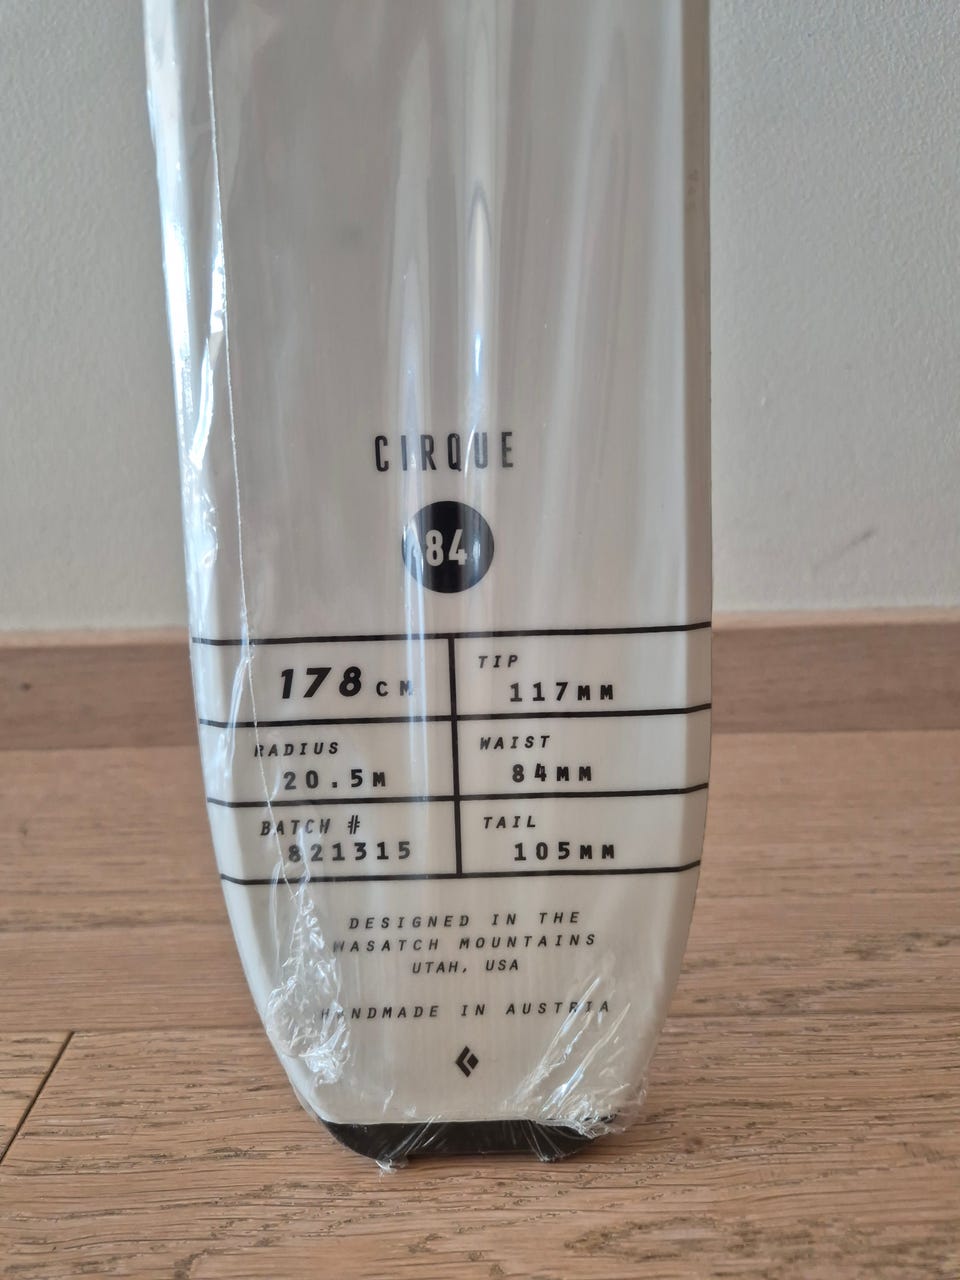 CIRQUE
84
178 CM
TIP
117MM
RADIUS
20.5M
WAIST
84MM
BATCH #
821315
TAIL
105MM
DESIGNED IN THE
WASATCH MOUNTAINS
UTAH, USA
HANDMADE IN AUSTRIA